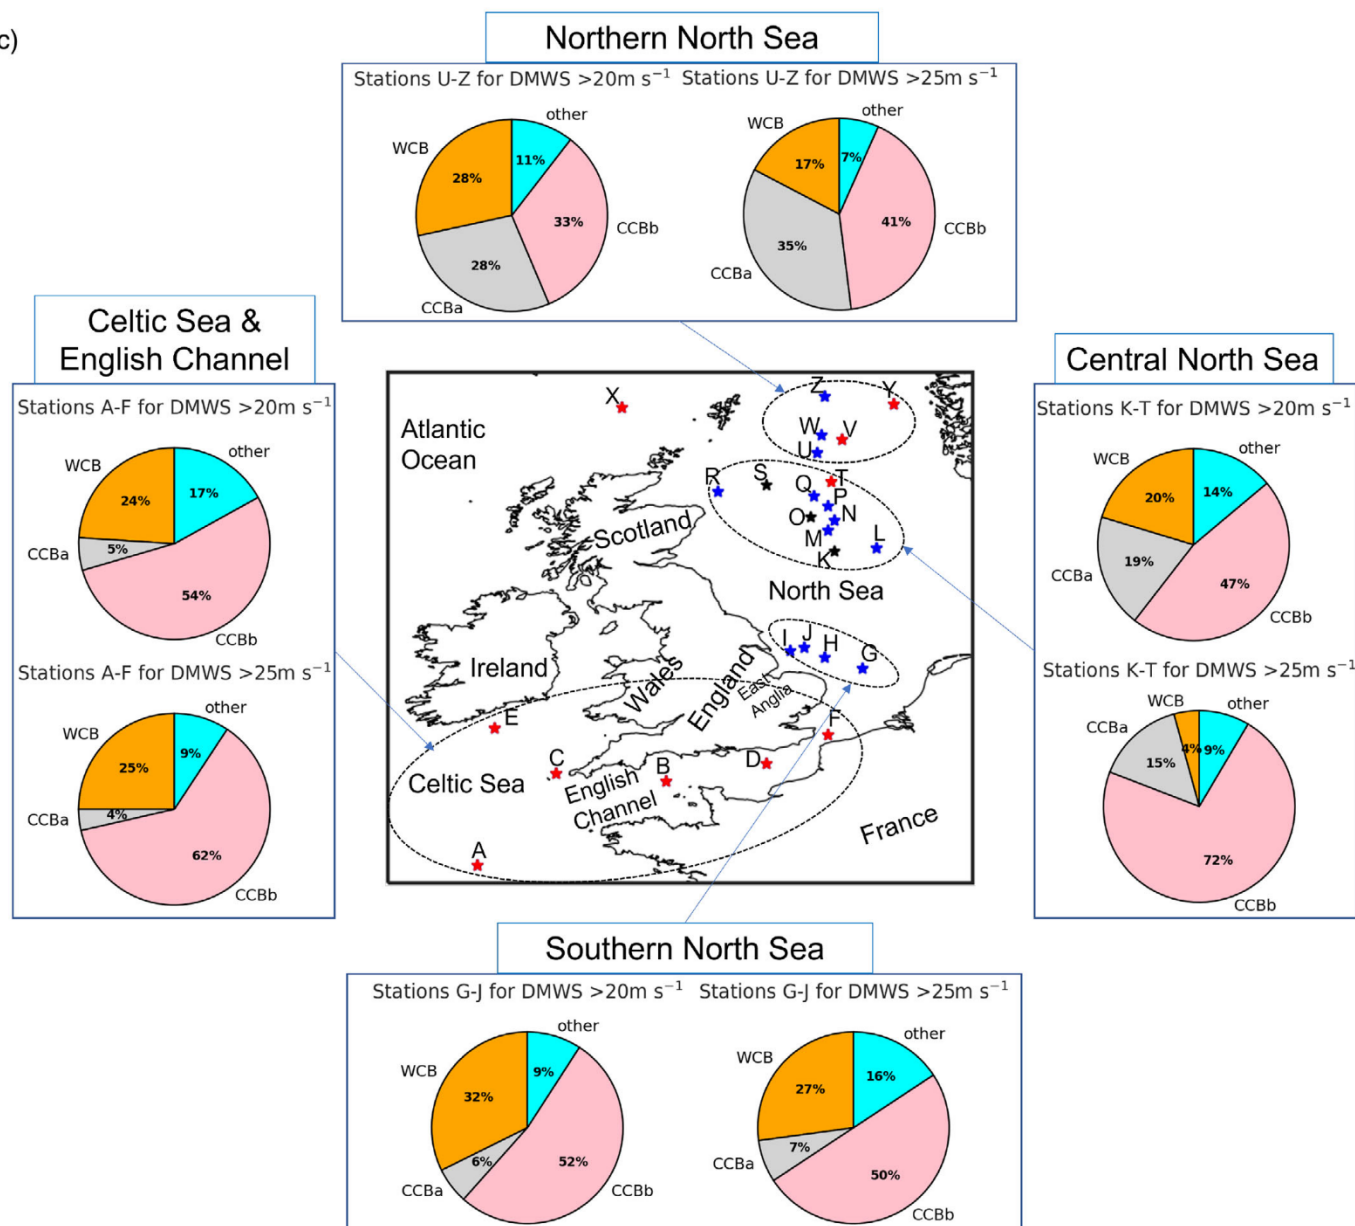 c)
Northern North Sea
Stations U-Z for DMWS >20m s⁻¹
Stations U-Z for DMWS >25m s⁻¹
other
WCB
11%
28%
33%
CCBb
28%
CCBa
other
WCB
7%
17%
41%
CCBb
35%
CCBa
Celtic Sea &
English Channel
Stations A-F for DMWS >20m s⁻¹
other
WCB
17%
24%
CCBa
5%
54%
CCBb
Stations A-F for DMWS >25m s⁻¹
other
WCB
9%
25%
CCBa
4%
62%
CCBb
Atlantic
Ocean
X
Z
Y
W
V
U
R
S
T
Q
P
O
N
M
L
K
Scotland
North Sea
I
J
H
G
Ireland
Wales
England
East
Anglia
E
F
C
B
D
Celtic Sea
English
Channel
A
France
Central North Sea
Stations K-T for DMWS >20m s⁻¹
other
WCB
14%
20%
CCBa
19%
47%
CCBb
Stations K-T for DMWS >25m s⁻¹
WCB
other
CCBa
4%
9%
15%
72%
CCBb
Southern North Sea
Stations G-J for DMWS >20m s⁻¹
Stations G-J for DMWS >25m s⁻¹
other
WCB
9%
32%
6%
CCBa
52%
CCBb
other
WCB
16%
27%
7%
CCBa
50%
CCBb